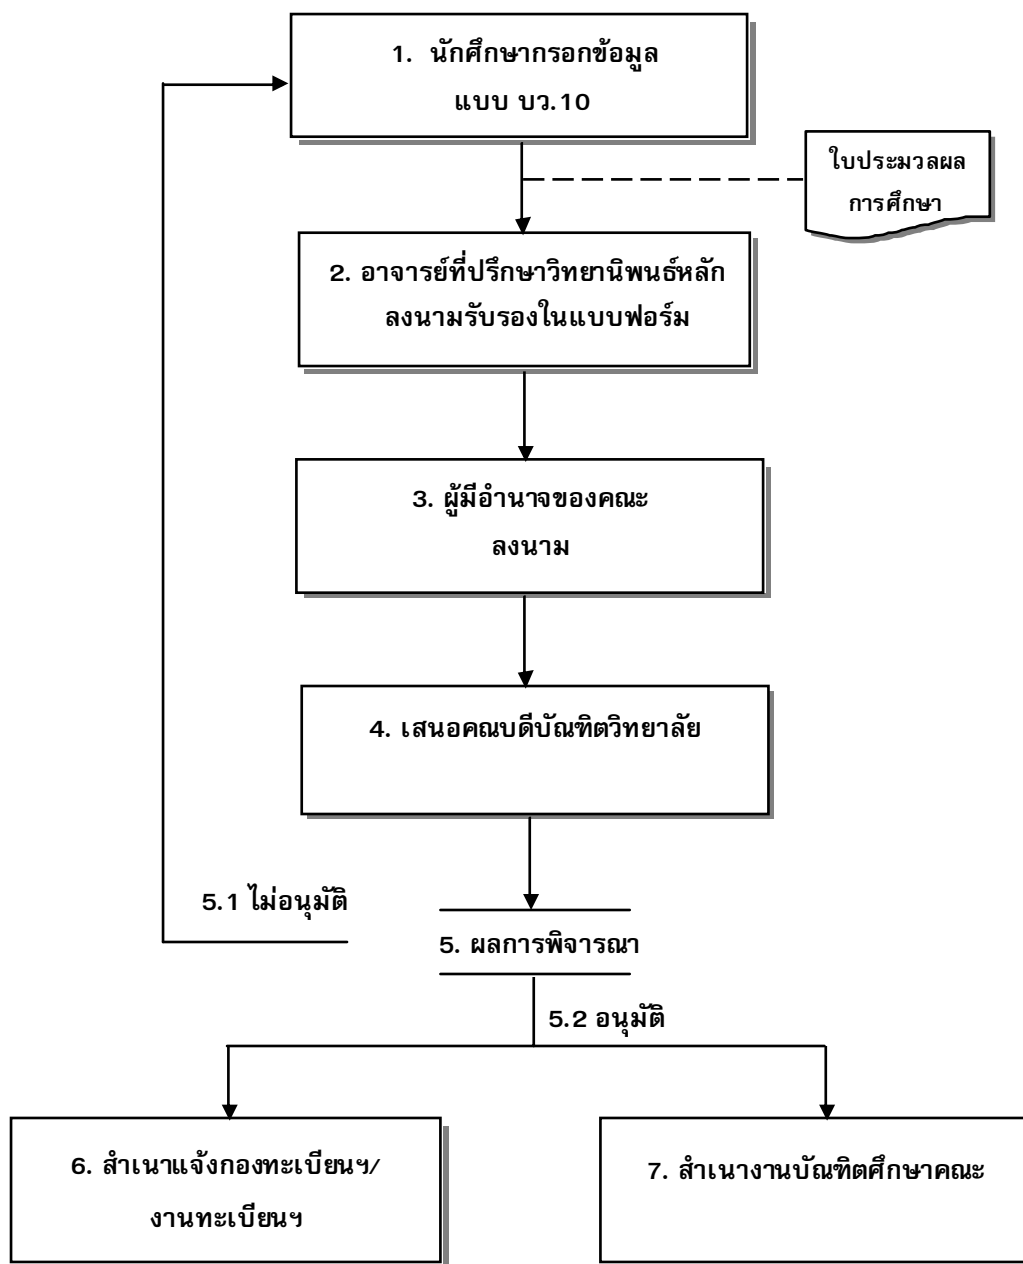 1. นักศึกษากรอกข้อมูล
แบบ บว.10
ใบประมวลผล
การศึกษา
2. อาจารย์ที่ปรึกษาวิทยานิพนธ์หลัก
ลงนามรับรองในแบบฟอร์ม
3. ผู้มีอำนาจของคณะ
ลงนาม
4. เสนอคณบดีบัณฑิตวิทยาลัย
5.1 ไม่อนุมัติ
5. ผลการพิจารณา
5.2 อนุมัติ
6. สำเนาแจ้งกองทะเบียนฯ/
งานทะเบียนฯ
7. สำเนางานบัณฑิตศึกษาคณะ